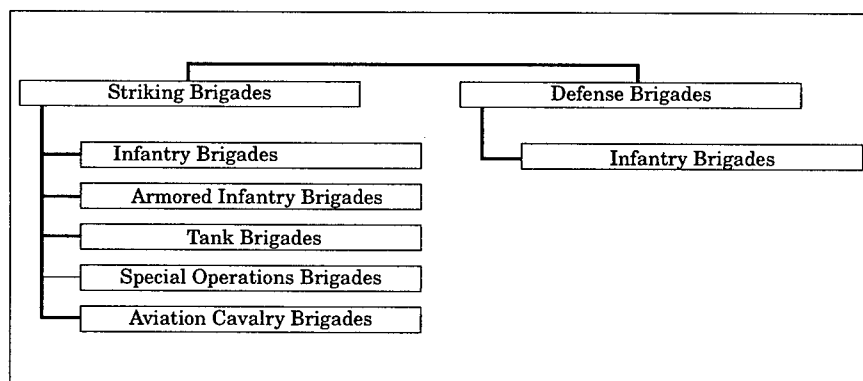 Striking Brigades
Infantry Brigades
Armored Infantry Brigades
Tank Brigades
Special Operations Brigades
Aviation Cavalry Brigades
Defense Brigades
Infantry Brigades